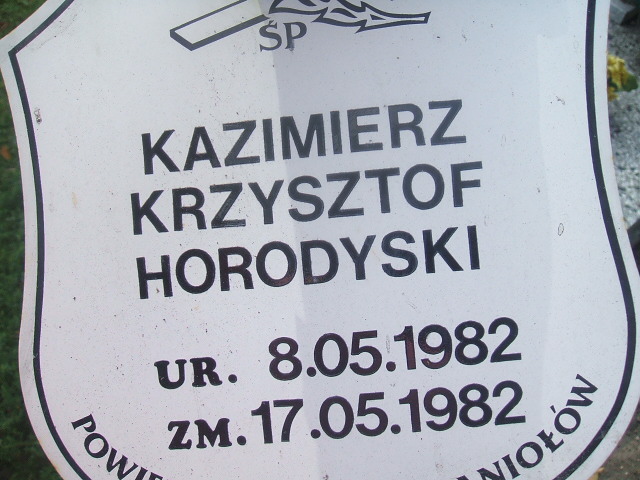 ŚP
KAZIMIERZ
KRZYSZTOF
HORODYSKI
UR. 8.05.1982
ZM. 17.05.1982